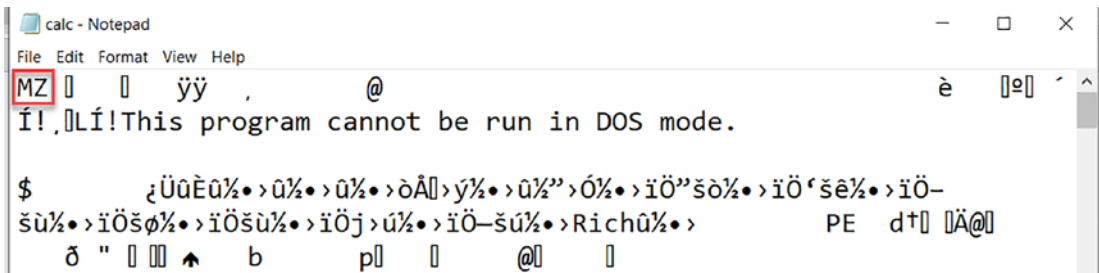 calc - Notepad
File Edit Format View Help
MZ ÿÿ ¸ @ è º ´
Í!¸LÍ!This program cannot be run in DOS mode.
$ ¿ÜûÈû½•›û½•›û½•›òÅ›ý½•›û½”›Ó½•›ïÖ”šò½•›ïÖ‘šê½•›ïÖ–
šù½•›ïÖšø½•›ïÖšù½•›ïÖj›ú½•›ïÖ—šú½•›Richû½•› PE d† Ä@
ð " b p @